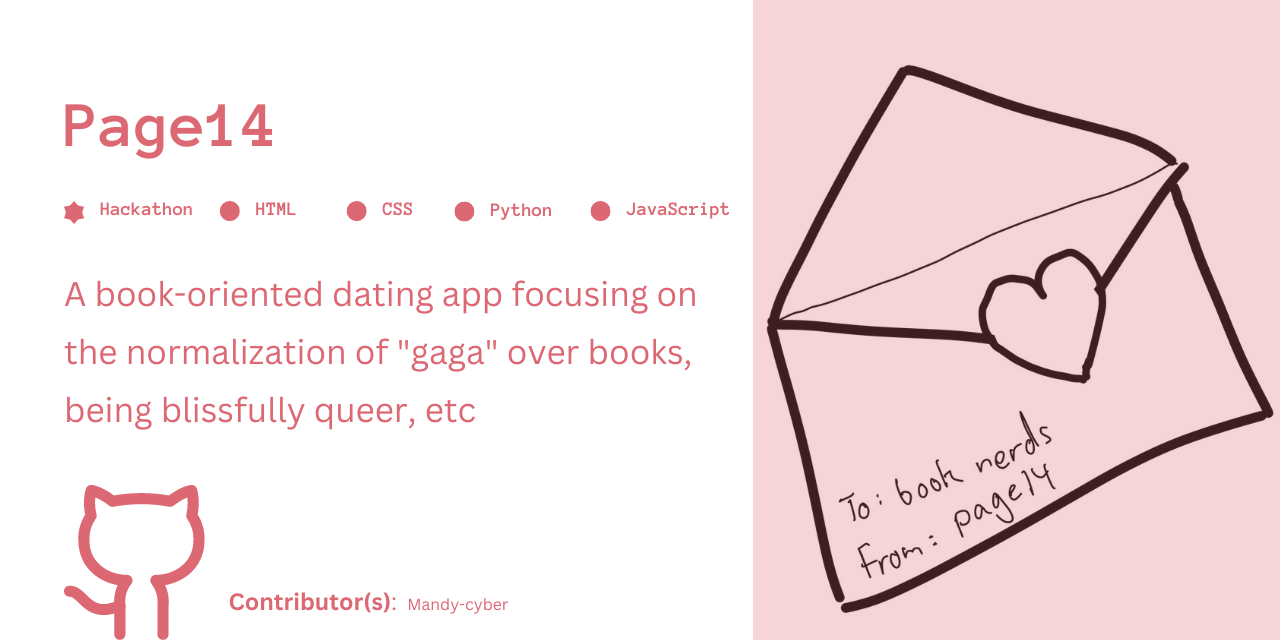 Page14
Hackathon HTML CSS Python JavaScript
A book-oriented dating app focusing on
the normalization of "gaga" over books,
being blissfully queer, etc
Contributor(s): Mandy-cyber
To: book nerds
From: page14